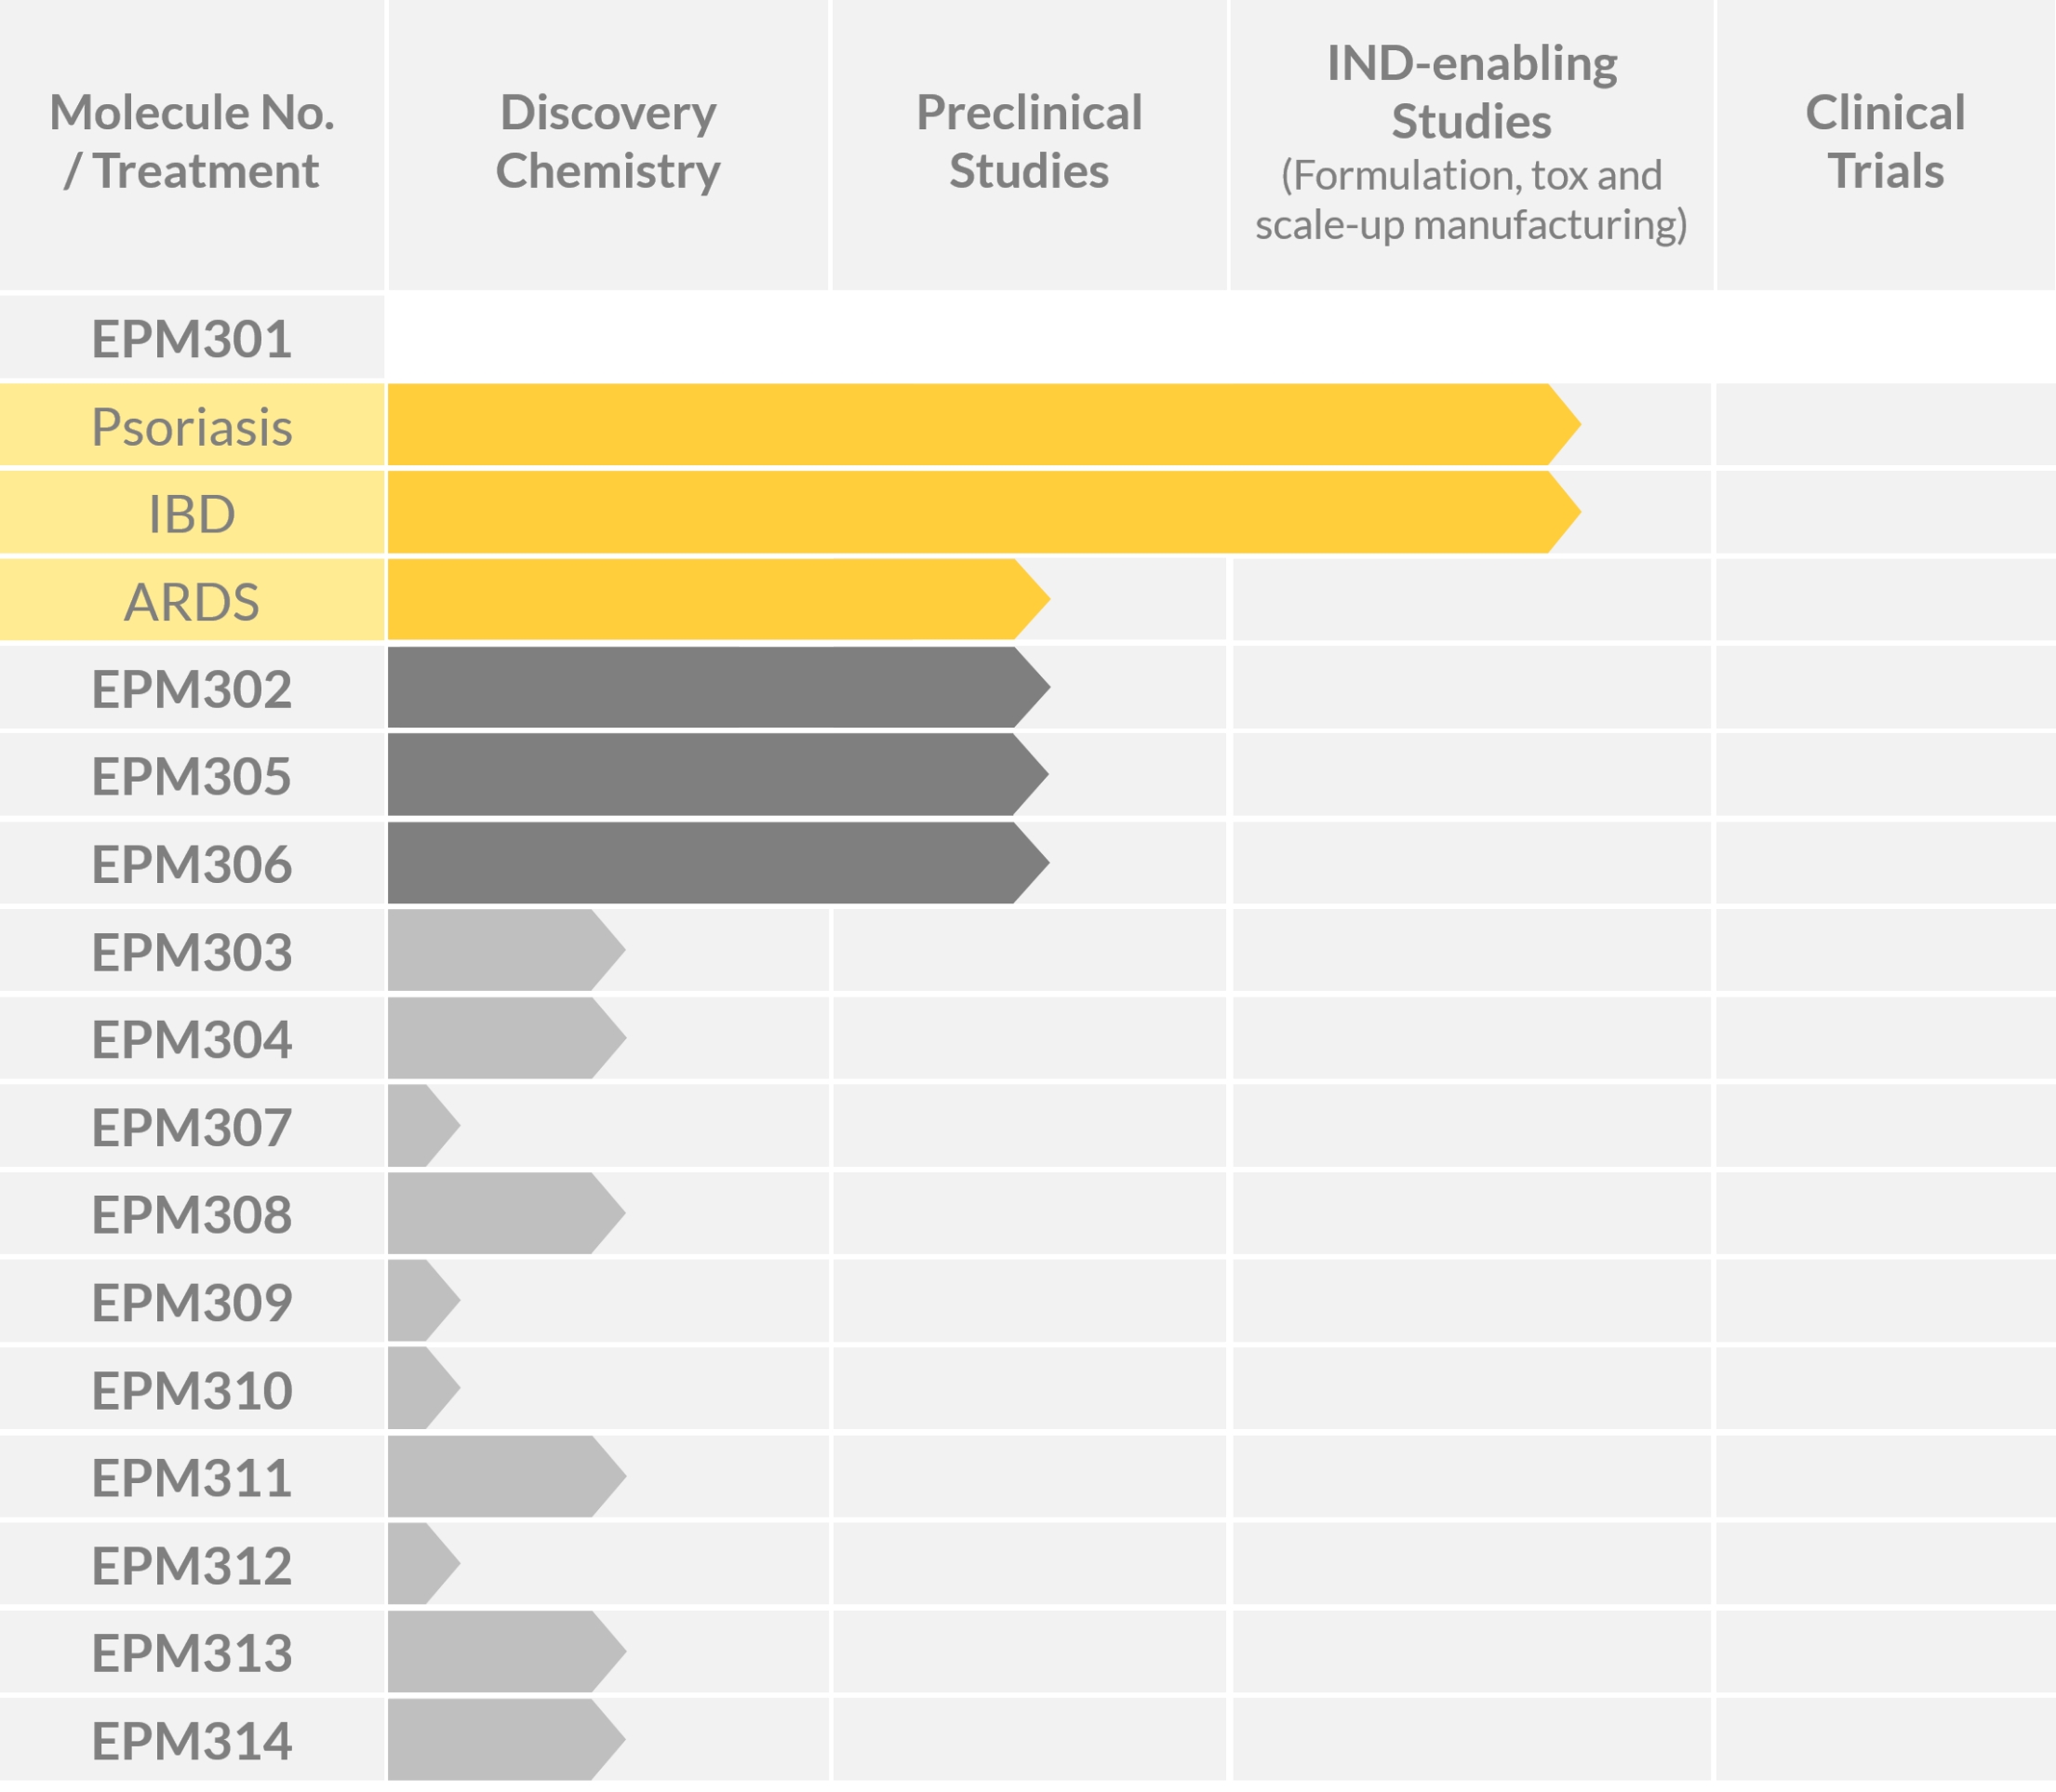 Molecule No.
/ Treatment
Discovery
Chemistry
Preclinical
Studies
IND-enabling
Studies
(Formulation, tox and
scale-up manufacturing)
Clinical
Trials
EPM301
Psoriasis
IBD
ARDS
EPM302
EPM305
EPM306
EPM303
EPM304
EPM307
EPM308
EPM309
EPM310
EPM311
EPM312
EPM313
EPM314